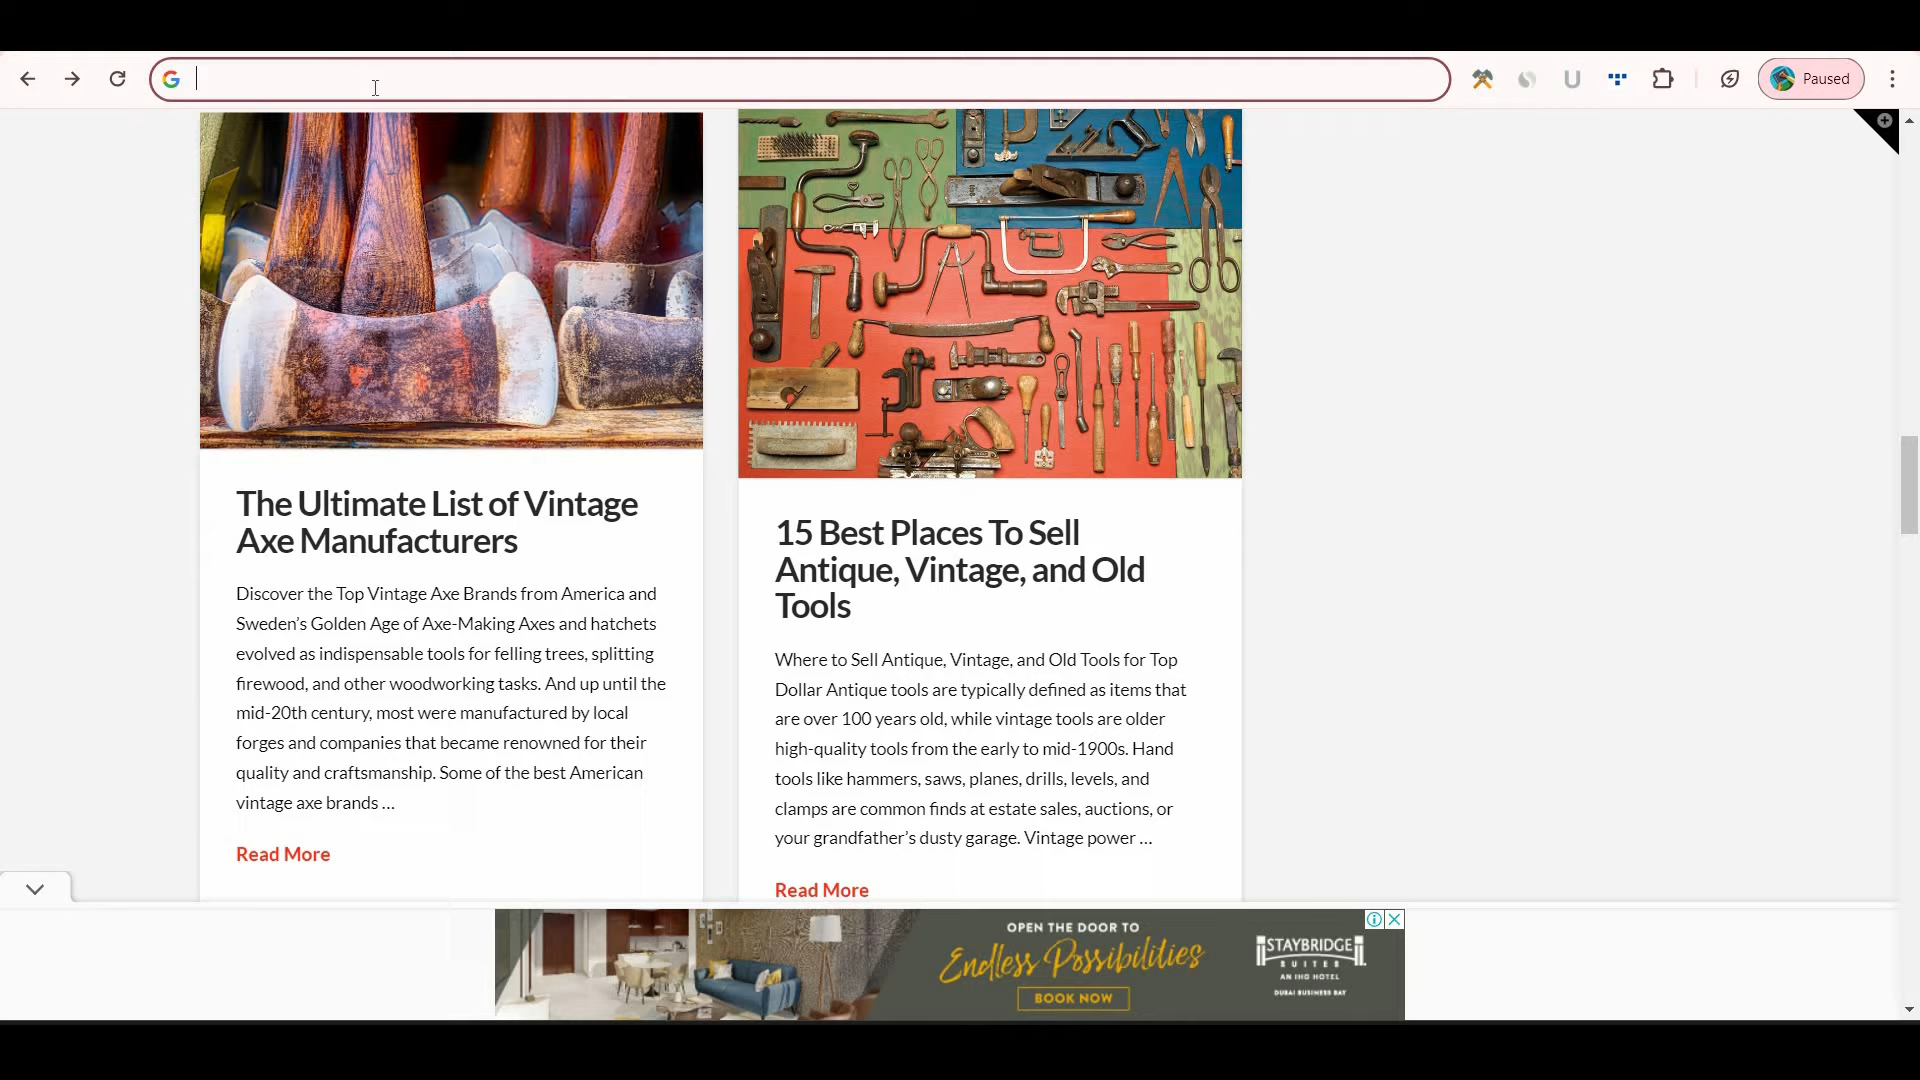 Paused
The Ultimate List of Vintage
Axe Manufacturers
Discover the Top Vintage Axe Brands from America and
Sweden's Golden Age of Axe-Making Axes and hatchets
evolved as indispensable tools for felling trees, splitting
firewood, and other woodworking tasks. And up until the
mid-20th century, most were manufactured by local
forges and companies that became renowned for their
quality and craftsmanship. Some of the best American
vintage axe brands ...
Read More
15 Best Places To Sell
Antique, Vintage, and Old
Tools
Where to Sell Antique, Vintage, and Old Tools for Top
Dollar Antique tools are typically defined as items that
are over 100 years old, while vintage tools are older
high-quality tools from the early to mid-1900s. Hand
tools like hammers, saws, planes, drills, levels, and
clamps are common finds at estate sales, auctions, or
your grandfather's dusty garage. Vintage power ...
Read More
OPEN THE DOOR TO
Endless Possibilities
BOOK NOW
STAYBRIDGE
SUITES
AN IHG HOTEL
DUBAI BUSINESS BAY